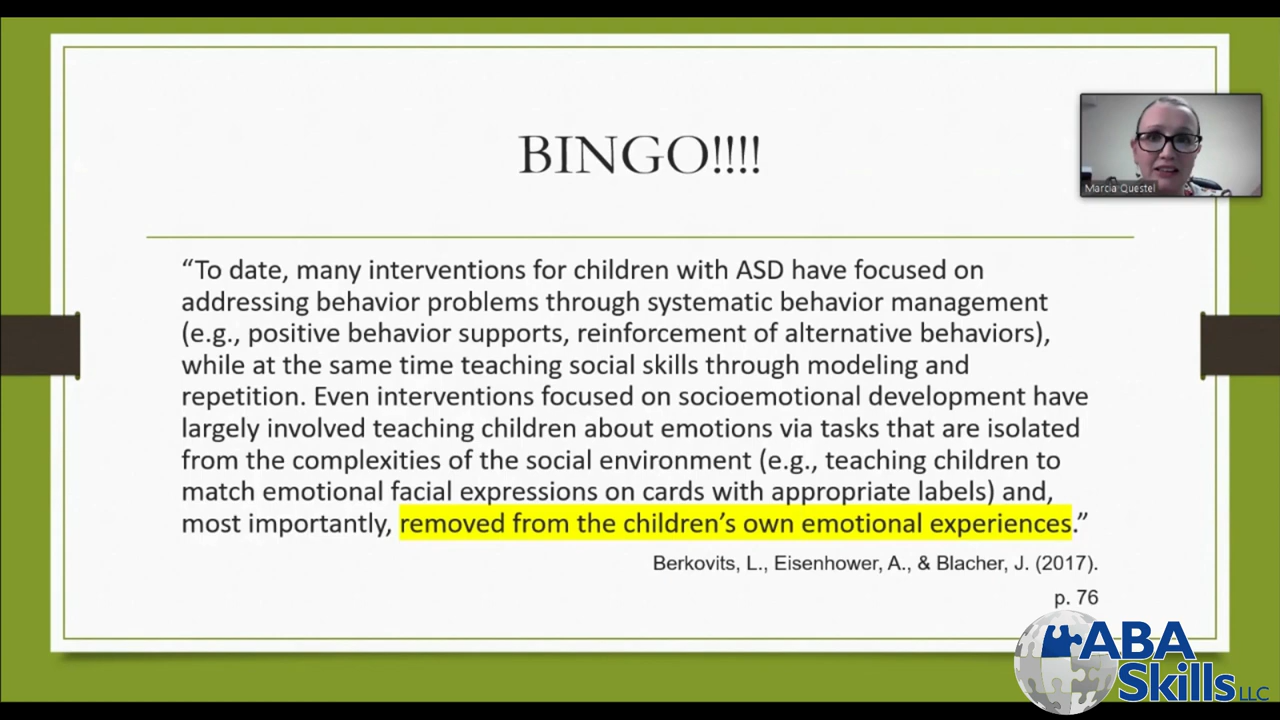 BINGO!!!!
Marcia Questel
“To date, many interventions for children with ASD have focused on
addressing behavior problems through systematic behavior management
(e.g., positive behavior supports, reinforcement of alternative behaviors),
while at the same time teaching social skills through modeling and
repetition. Even interventions focused on socioemotional development have
largely involved teaching children about emotions via tasks that are isolated
from the complexities of the social environment (e.g., teaching children to
match emotional facial expressions on cards with appropriate labels) and,
most importantly, removed from the children’s own emotional experiences.”
Berkovits, L., Eisenhower, A., & Blacher, J. (2017).
p. 76
ABA
Skills LLC